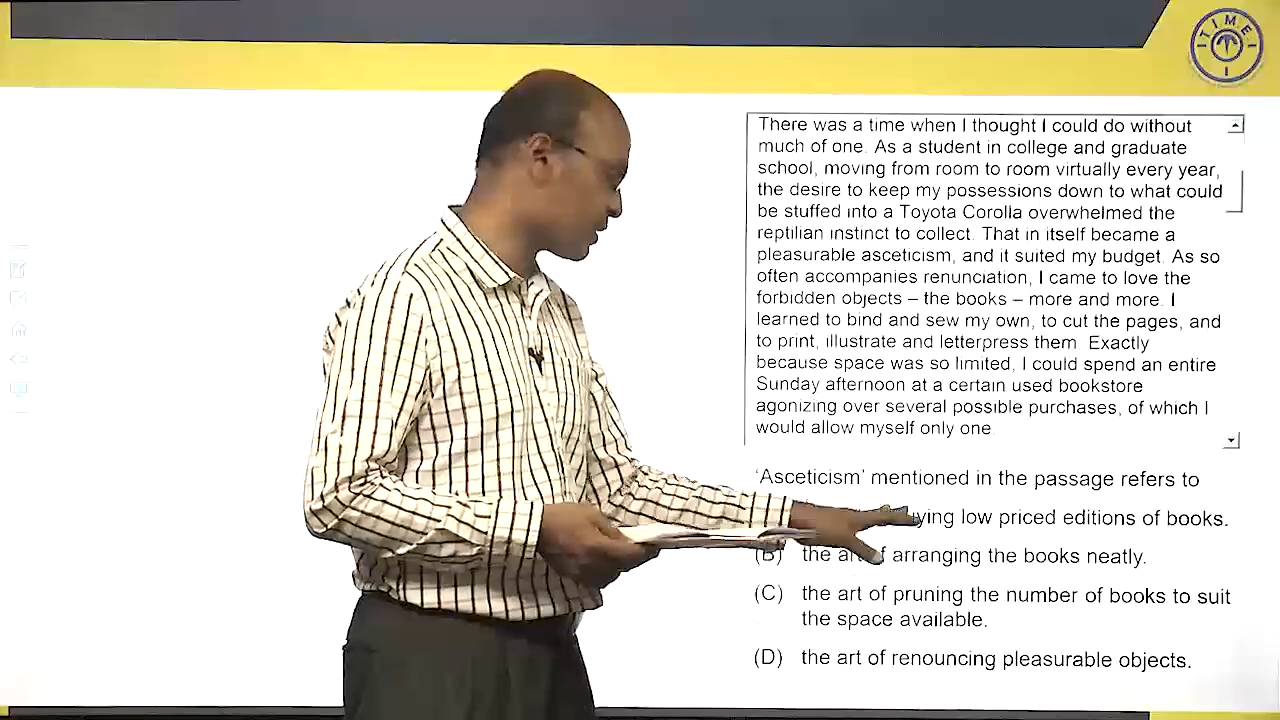 T.I.M.E.
There was a time when I thought I could do without
much of one. As a student in college and graduate
school, moving from room to room virtually every year,
the desire to keep my possessions down to what could
be stuffed into a Toyota Corolla overwhelmed the
reptilian instinct to collect. That in itself became a
pleasurable asceticism, and it suited my budget. As so
often accompanies renunciation, I came to love the
forbidden objects – the books – more and more. I
learned to bind and sew my own, to cut the pages, and
to print, illustrate and letterpress them. Exactly
because space was so limited, I could spend an entire
Sunday afternoon at a certain used bookstore
agonizing over several possible purchases, of which I
would allow myself only one.
‘Asceticism’ mentioned in the passage refers to
low priced editions of books.
(B) the of arranging the books neatly.
(C) the art of pruning the number of books to suit
the space available.
(D) the art of renouncing pleasurable objects.